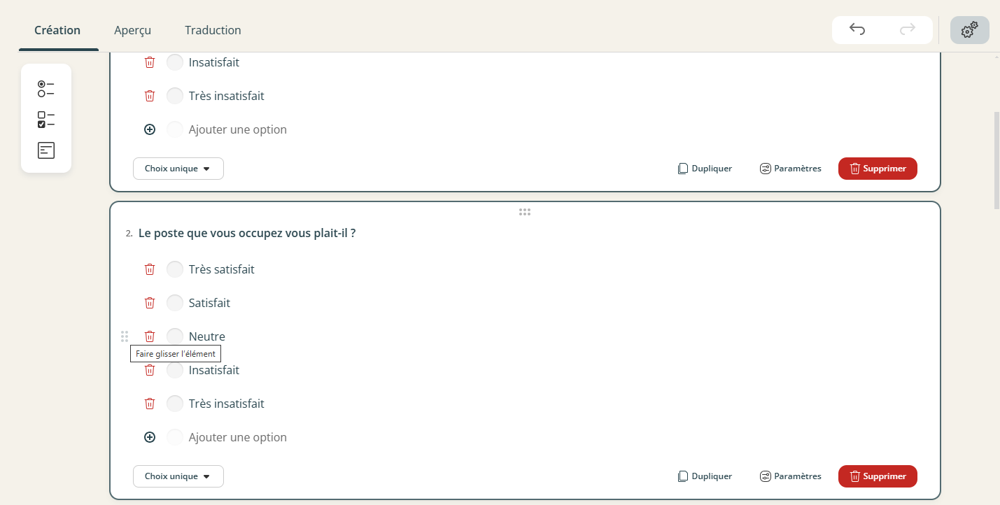 Création Aperçu Traduction
Insatisfait
Très insatisfait
Ajouter une option
Choix unique Dupliquer Paramètres Supprimer
2. Le poste que vous occupez vous plait-il ?
Très satisfait
Satisfait
Neutre
Faire glisser l'élément
Insatisfait
Très insatisfait
Ajouter une option
Choix unique Dupliquer Paramètres Supprimer